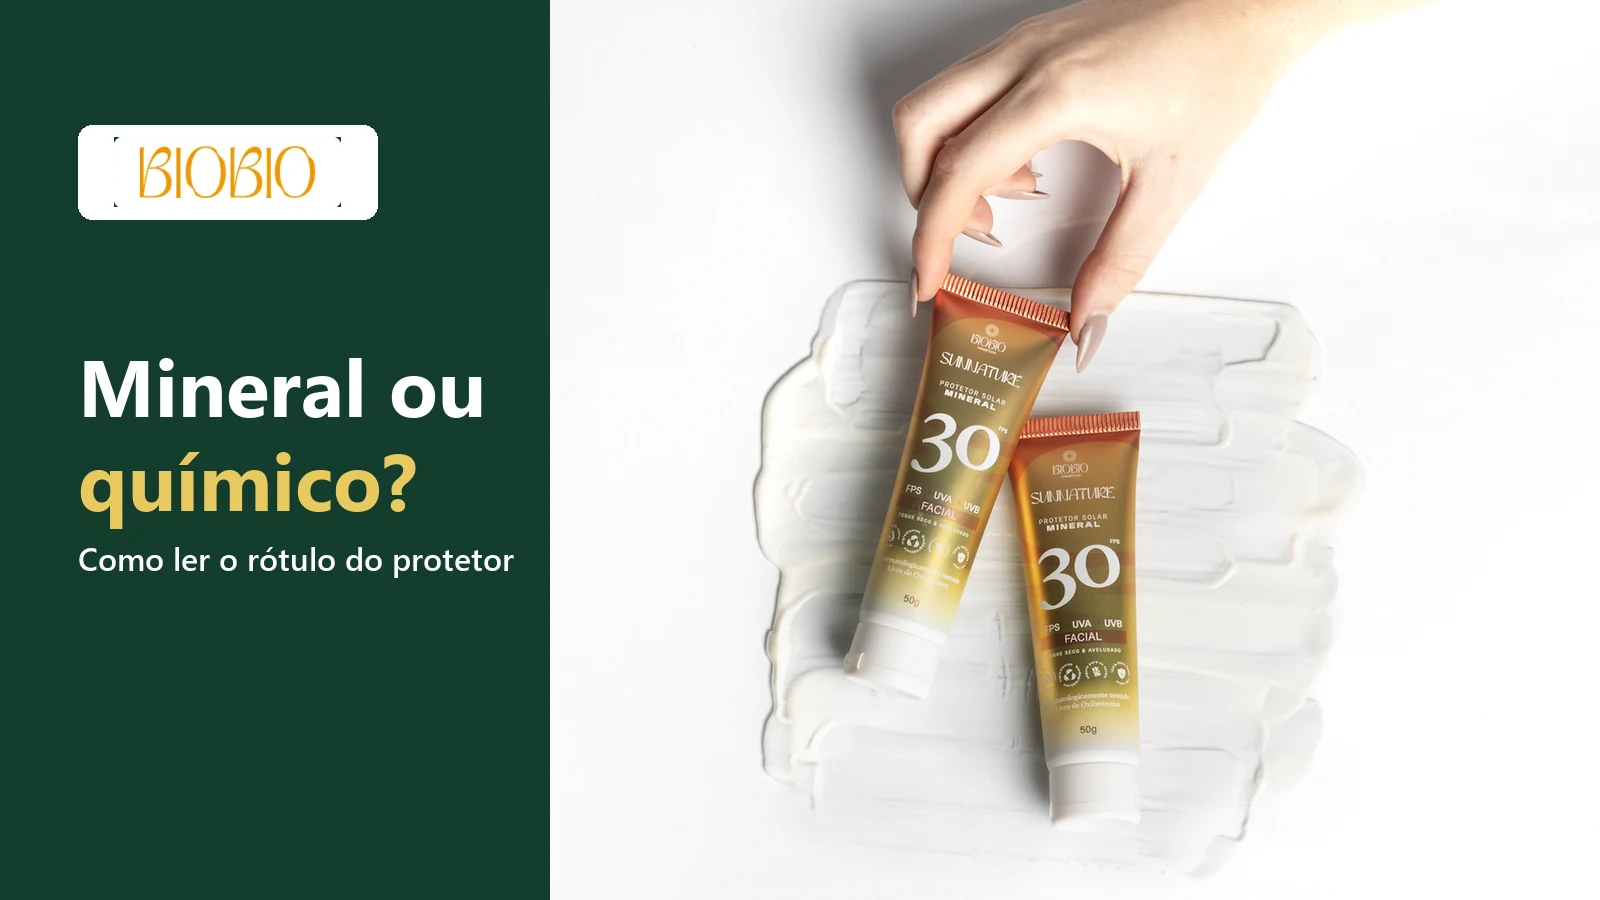 BIOBIO
Mineral ou
químico?
Como ler o rótulo do protetor
BIOBIO
SUNNATURE
PROTETOR SOLAR
MINERAL
30
FPS
FPS UVA UVB
FACIAL
TOQUE SECO & AVELUDADO
50g
BIOBIO
SUNNATURE
PROTETOR SOLAR
MINERAL
30
FPS
FPS UVA UVB
FACIAL
Livre de Oxibenzona
50g